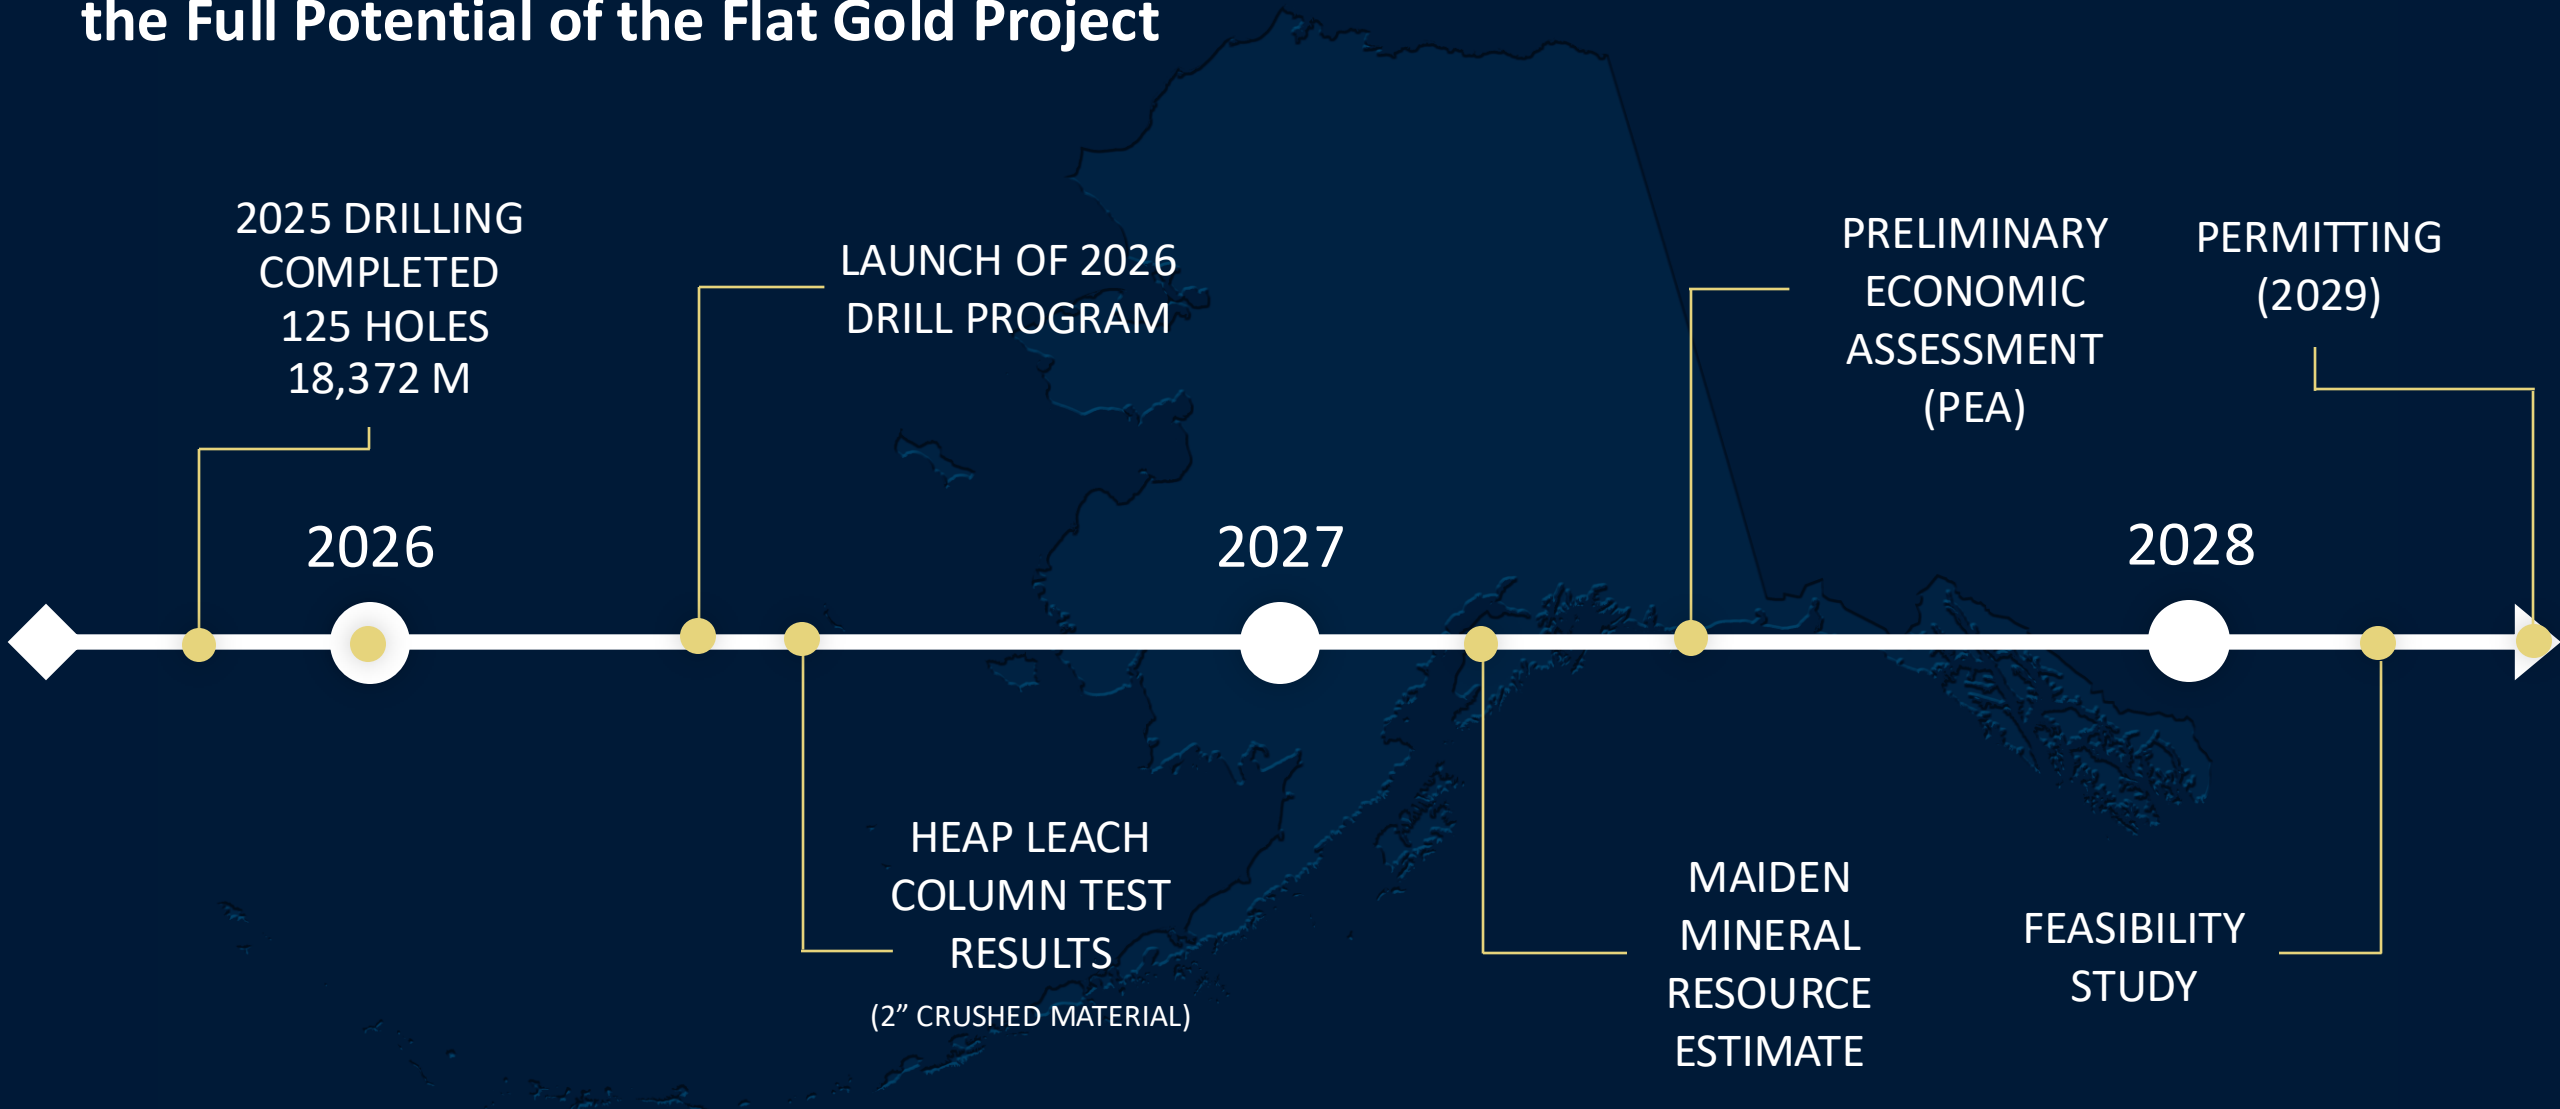 the Full Potential of the Flat Gold Project
2025 DRILLING
COMPLETED
125 HOLES
18,372 M
LAUNCH OF 2026
DRILL PROGRAM
PRELIMINARY
ECONOMIC
ASSESSMENT
(PEA)
PERMITTING
(2029)
2026
2027
2028
HEAP LEACH
COLUMN TEST
RESULTS
(2” CRUSHED MATERIAL)
MAIDEN
MINERAL
RESOURCE
ESTIMATE
FEASIBILITY
STUDY